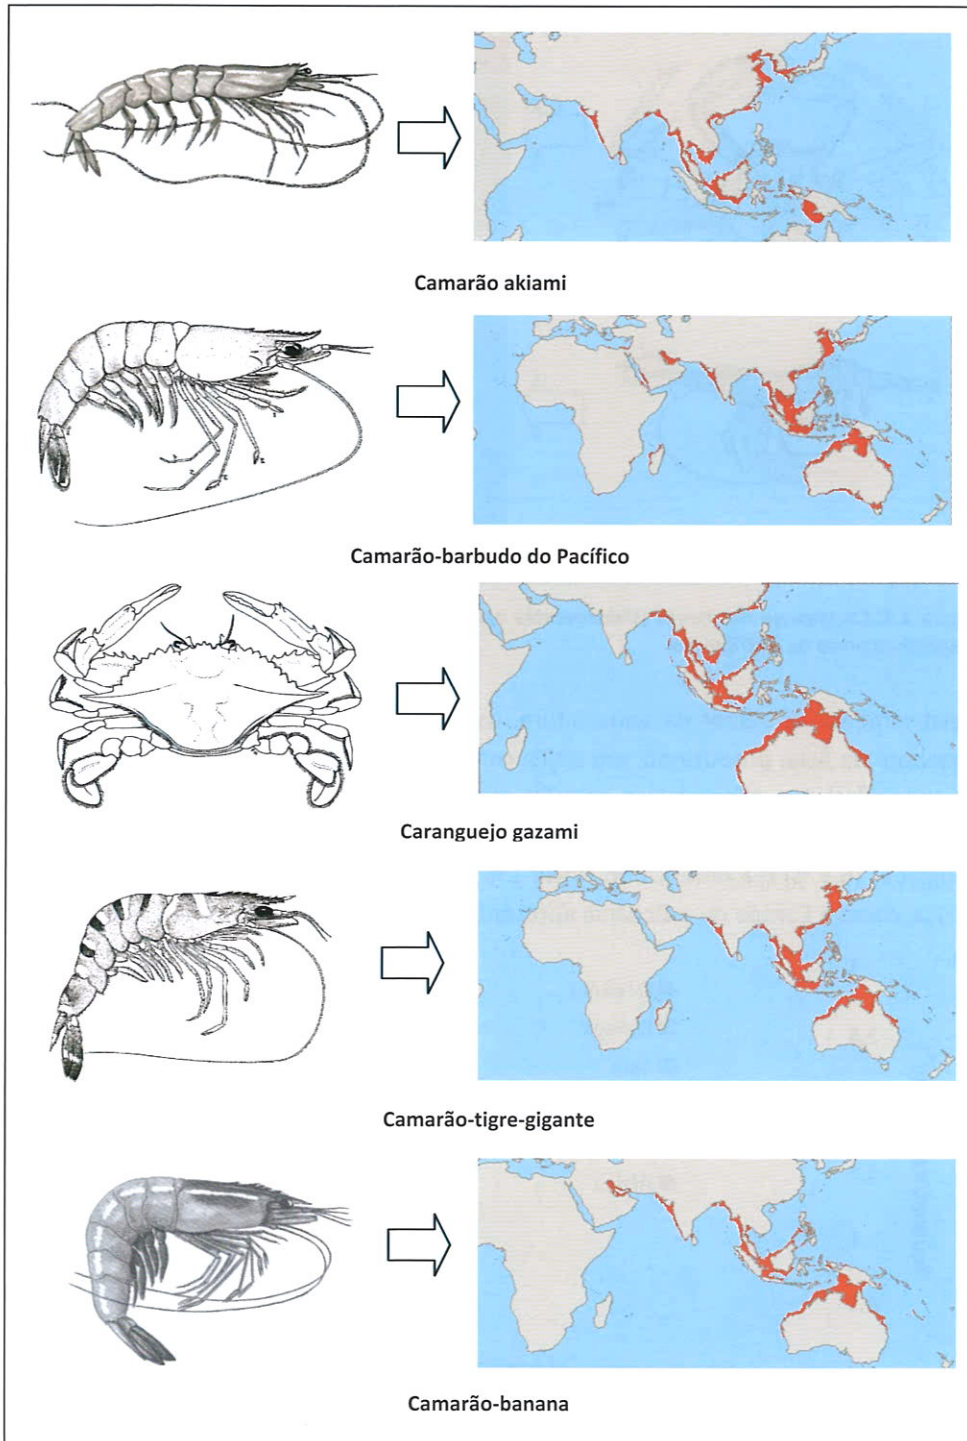 Camarão akiami
Camarão-barbudo do Pacífico
Caranguejo gazami
Camarão-tigre-gigante
Camarão-banana